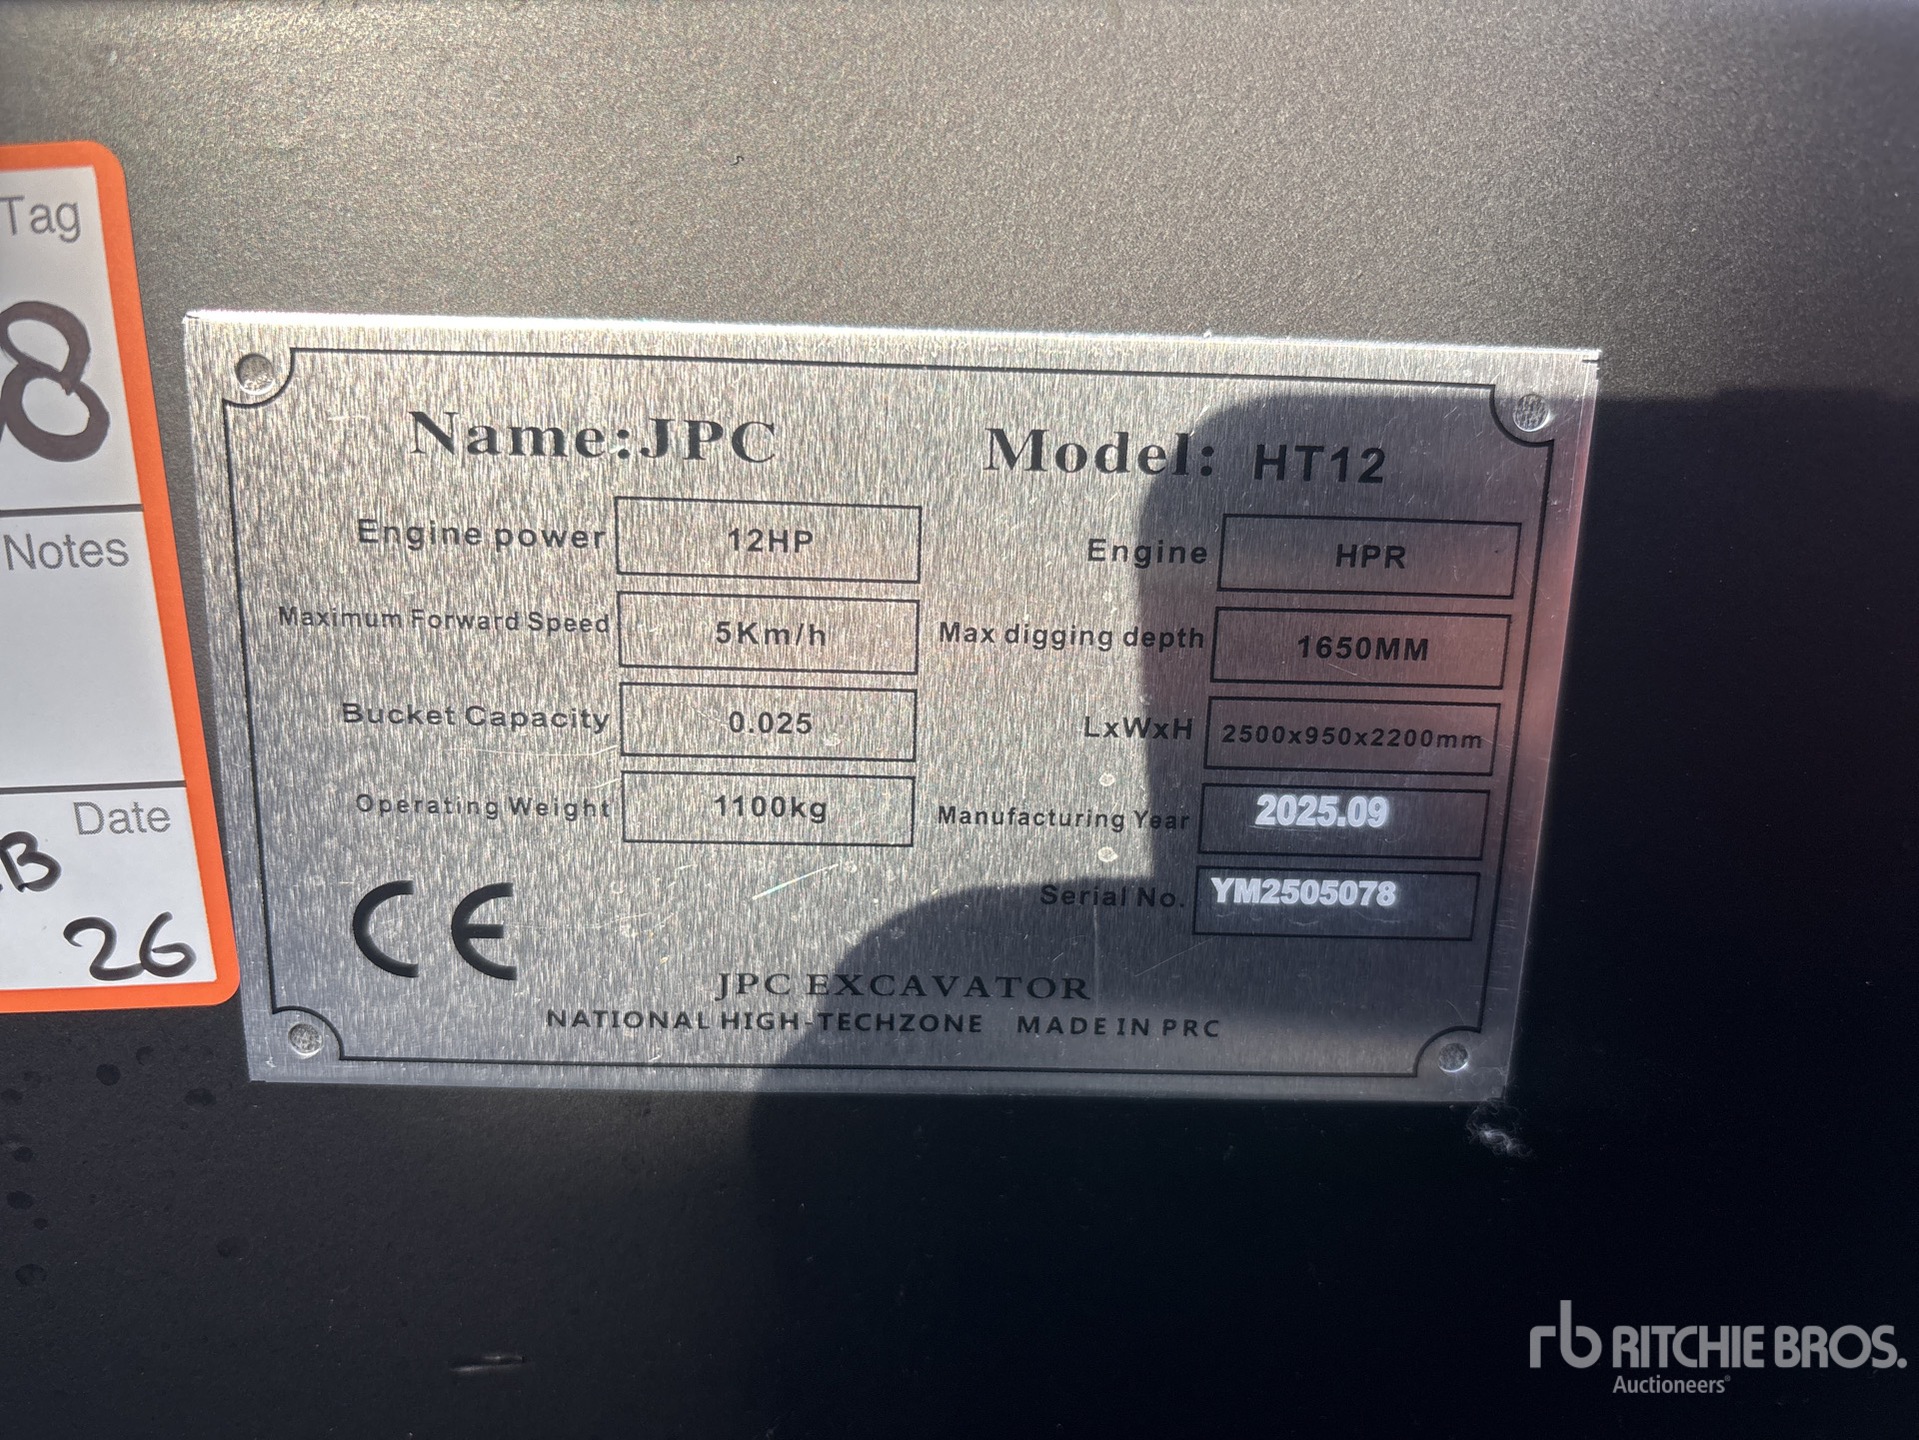 Tag
8
Notes
Date
B
26
Name:JPC Model: HT12
Engine power 12HP Engine HPR
Maximum Forward Speed 5Km/h Max digging depth 1650MM
Bucket Capacity 0.025 LxWxH 2500x950x2200mm
Operating Weight 1100kg Manufacturing Year 2025.09
Serial No. YM2505078
CE
JPC EXCAVATOR
NATIONAL HIGH-TECHZONE MADE IN PRC
rb RITCHIE BROS.
Auctioneers®